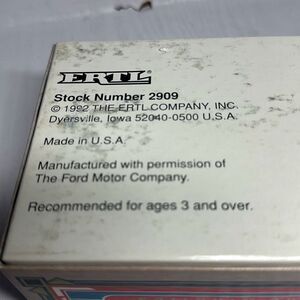 ERTL
Stock Number 2909
© 1992 THE ERTL COMPANY, INC.
Dyersville, Iowa 52040-0500 U.S.A.
Made in U.S.A.
Manufactured with permission of
The Ford Motor Company.
Recommended for ages 3 and over.